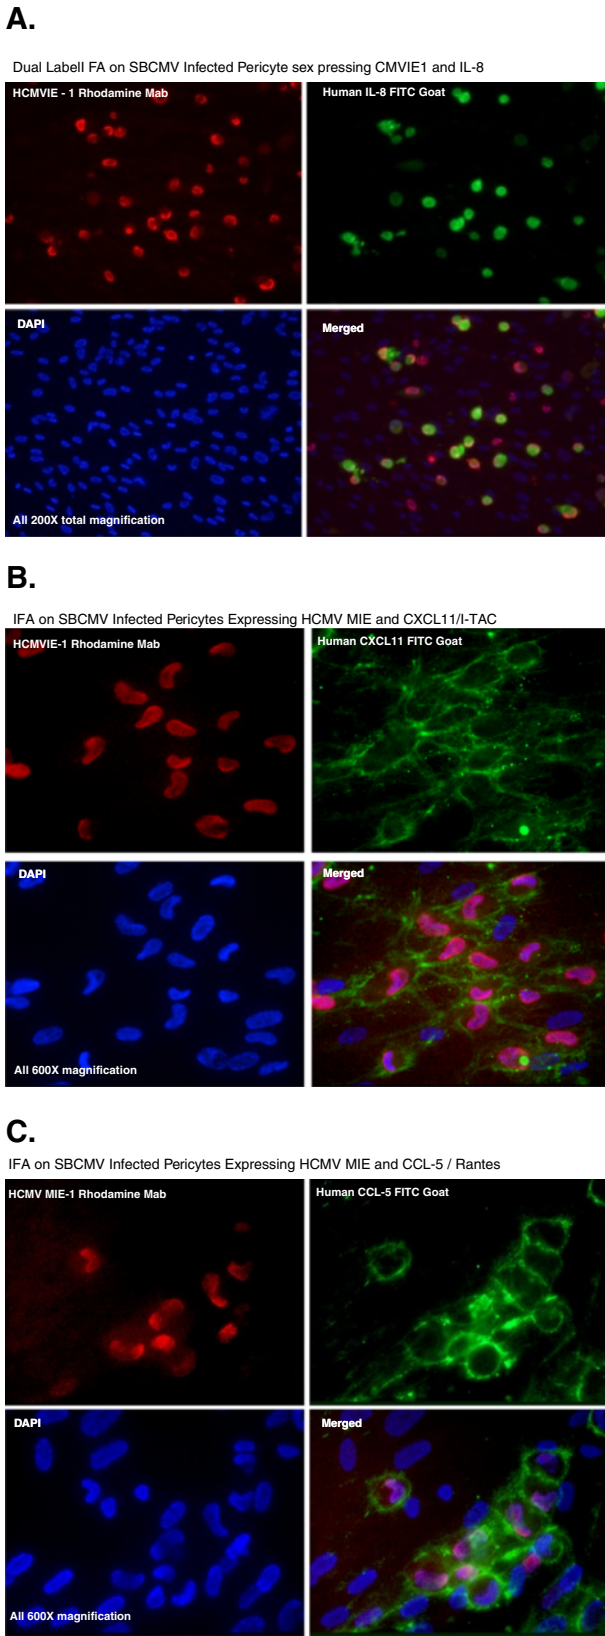 A.
Dual Labell FA on SBCMV Infected Pericyte sex pressing CMVIE1 and IL-8
HCMVIE - 1 Rhodamine Mab
Human IL-8 FITC Goat
DAPI
Merged
All 200X total magnification
B.
IFA on SBCMV Infected Pericytes Expressing HCMV MIE and CXCL11/I-TAC
HCMVIE-1 Rhodamine Mab
Human CXCL11 FITC Goat
DAPI
Merged
All 600X magnification
C.
IFA on SBCMV Infected Pericytes Expressing HCMV MIE and CCL-5 / Rantes
HCMV MIE-1 Rhodamine Mab
Human CCL-5 FITC Goat
DAPI
Merged
All 600X magnification